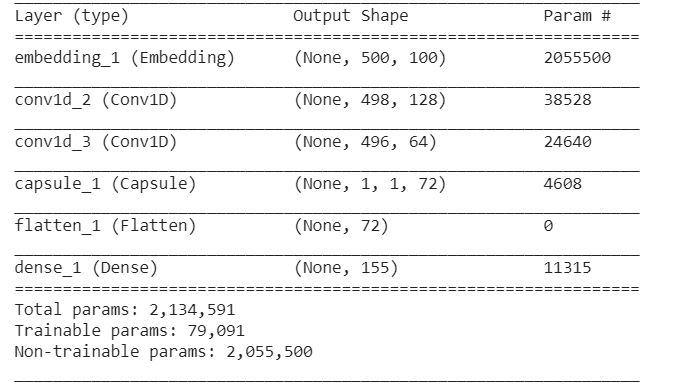 Layer (type) Output Shape Param #
=================================================================
embedding_1 (Embedding) (None, 500, 100) 2055500
conv1d_2 (Conv1D) (None, 498, 128) 38528
conv1d_3 (Conv1D) (None, 496, 64) 24640
capsule_1 (Capsule) (None, 1, 1, 72) 4608
flatten_1 (Flatten) (None, 72) 0
dense_1 (Dense) (None, 155) 11315
=================================================================
Total params: 2,134,591
Trainable params: 79,091
Non-trainable params: 2,055,500